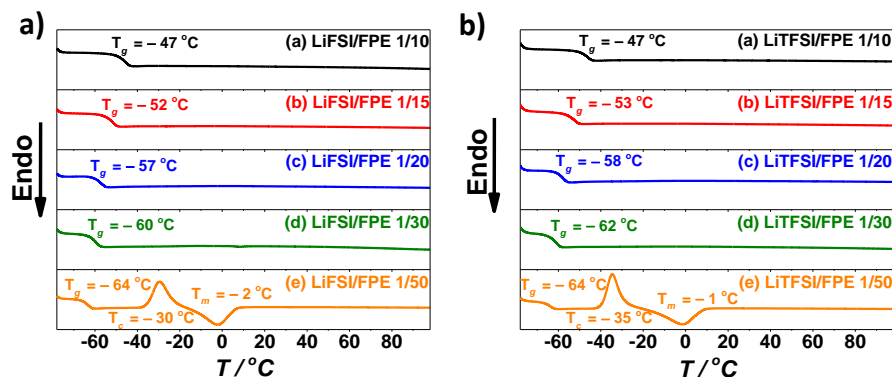 a)
Endo
T_g = – 47 °C
(a) LiFSI/FPE 1/10
T_g = – 52 °C
(b) LiFSI/FPE 1/15
T_g = – 57 °C
(c) LiFSI/FPE 1/20
T_g = – 60 °C
(d) LiFSI/FPE 1/30
(e) LiFSI/FPE 1/50
T_g = – 64 °C
T_m = – 2 °C
T_c = – 30 °C
-60 -40 -20 0 20 40 60 80
T / °C
b)
Endo
T_g = – 47 °C
(a) LiTFSI/FPE 1/10
T_g = – 53 °C
(b) LiTFSI/FPE 1/15
T_g = – 58 °C
(c) LiTFSI/FPE 1/20
T_g = – 62 °C
(d) LiTFSI/FPE 1/30
(e) LiTFSI/FPE 1/50
T_g = – 64 °C
T_m = – 1 °C
T_c = – 35 °C
-60 -40 -20 0 20 40 60 80
T / °C